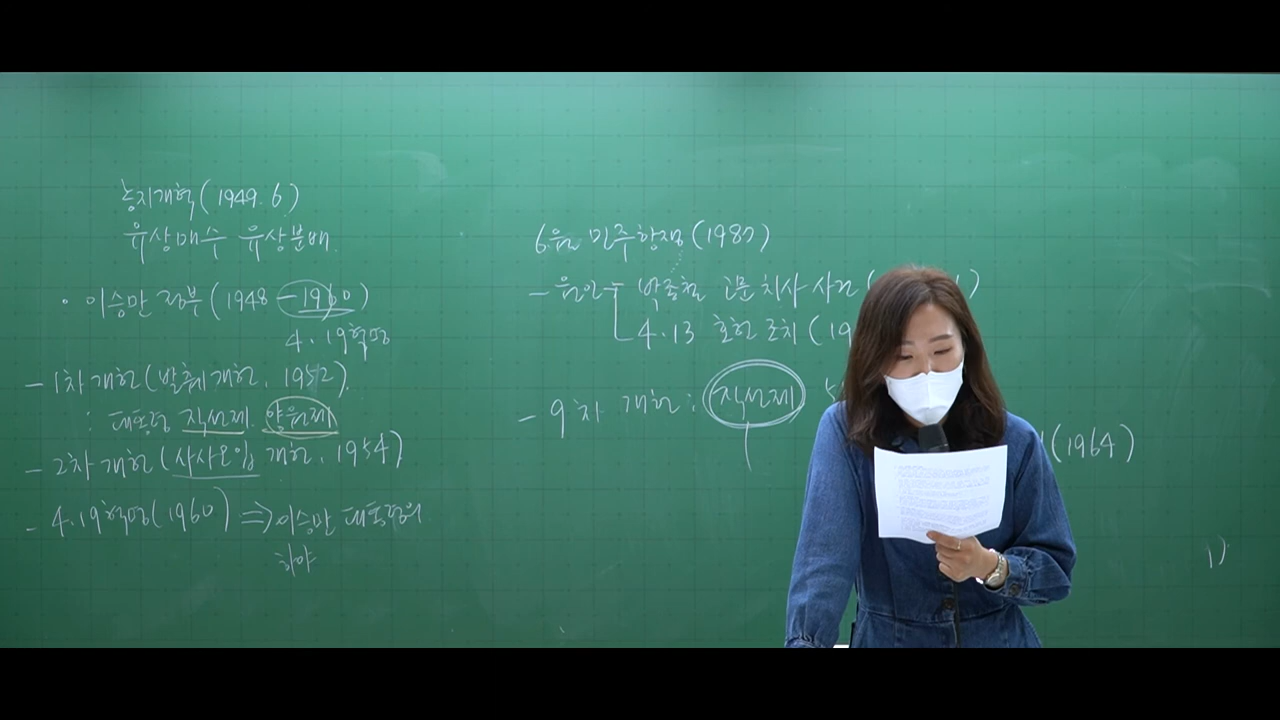 농지개혁(1949.6)
유상매수 유상분배
• 이승만 정부(1948-1960)
4.19혁명
- 1차 개헌(발췌개헌, 1952)
: 대통령 직선제. 양원제
- 2차 개헌(사사오입 개헌, 1954)
- 4.19혁명(1960) ⇒ 이승만 대통령의
하야
6월 민주항쟁(1987)
- 원인 박종철 고문치사 사건(
4.13 호헌 조치(19
- 9차 개헌: 직선제 5
(1964)
1)